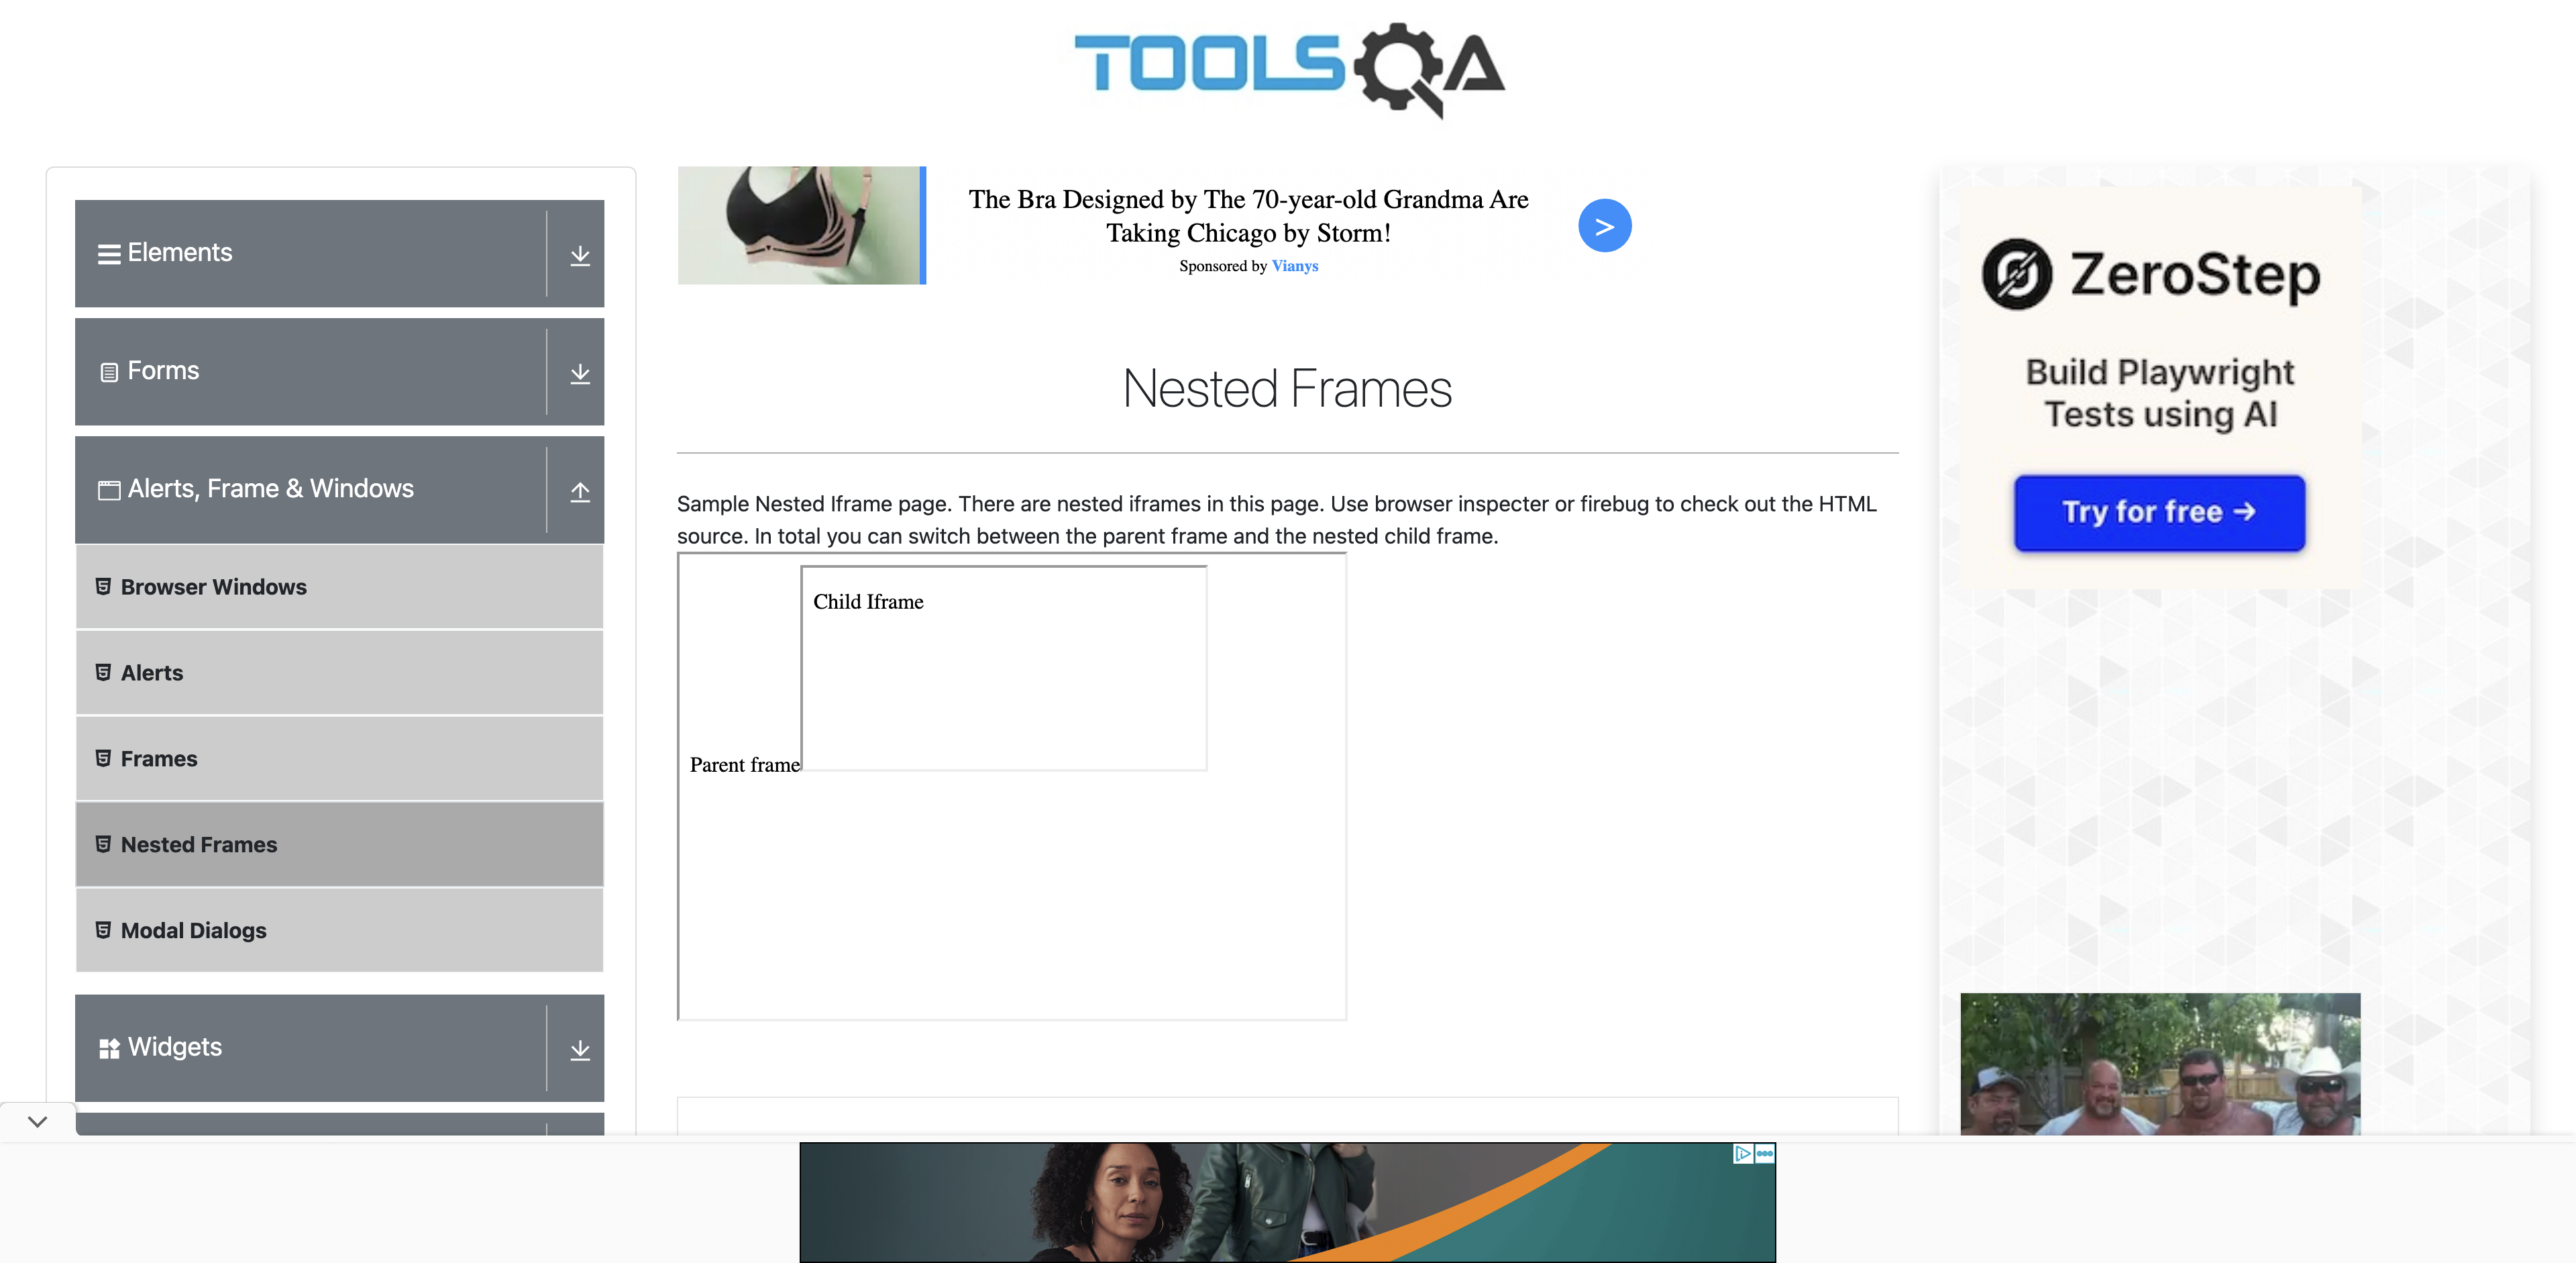 TOOLSQA
Elements
Forms
Alerts, Frame & Windows
Browser Windows
Alerts
Frames
Nested Frames
Modal Dialogs
Widgets
The Bra Designed by The 70-year-old Grandma Are
Taking Chicago by Storm!
Sponsored by Vianys
>
Nested Frames
Sample Nested Iframe page. There are nested iframes in this page. Use browser inspecter or firebug to check out the HTML
source. In total you can switch between the parent frame and the nested child frame.
Child Iframe
Parent frame
ZeroStep
Build Playwright
Tests using AI
Try for free →